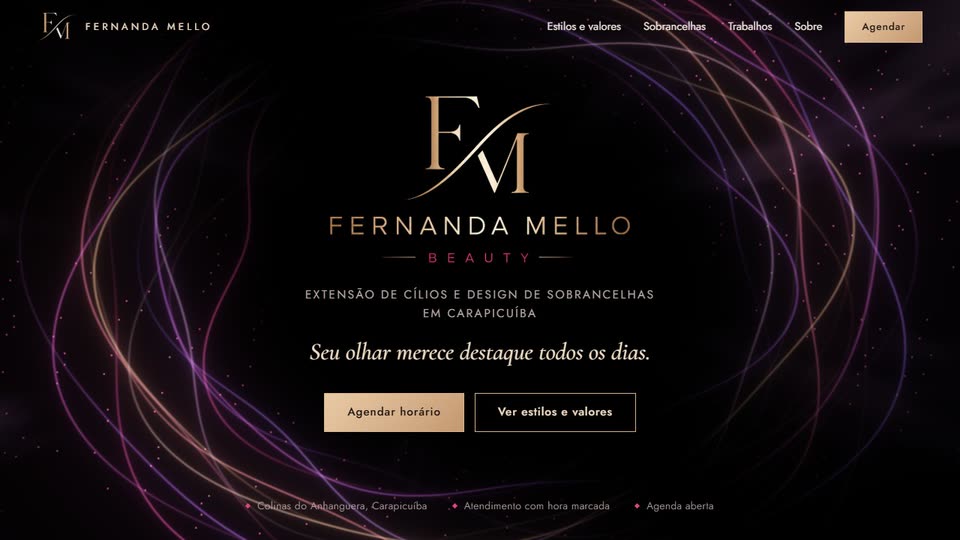 FM FERNANDA MELLO
Estilos e valores Sobrancelhas Trabalhos Sobre Agendar
FM
FERNANDA MELLO
BEAUTY
EXTENSÃO DE CÍLIOS E DESIGN DE SOBRANCELHAS
EM CARAPICUÍBA
Seu olhar merece destaque todos os dias.
Agendar horário Ver estilos e valores
Colinas do Anhanguera, Carapicuíba Atendimento com hora marcada Agenda aberta